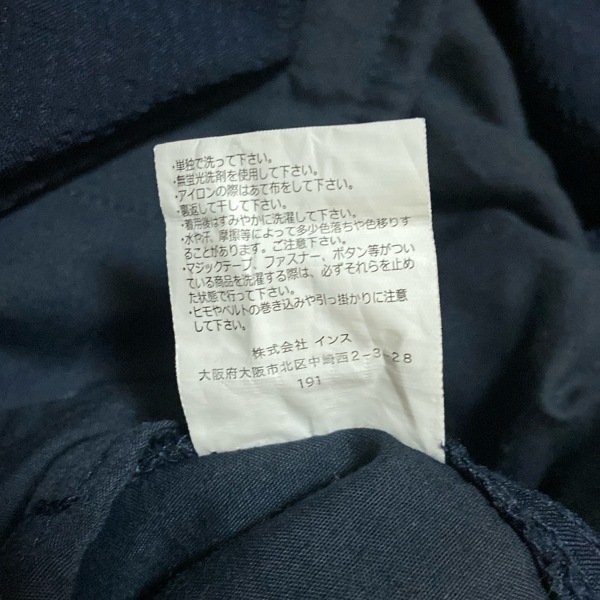 ・単独で洗って下さい。
・無蛍光洗剤を使用して下さい。
・アイロンの際はあて布をして下さい。
・裏返して干して下さい。
・着用後はすみやかに洗濯して下さい。
・水や汗、摩擦等によって多少色落ちや色移りす
ることがあります。ご注意下さい。
・マジックテープ、ファスナー、ボタン等がつい
ている商品を洗濯する際は、必ずそれらを止め
た状態で行って下さい。
・ヒモやベルトの巻き込みや引っ掛かりに注意
して下さい。
株式会社 インス
大阪府大阪市北区中崎西2-3-28
191